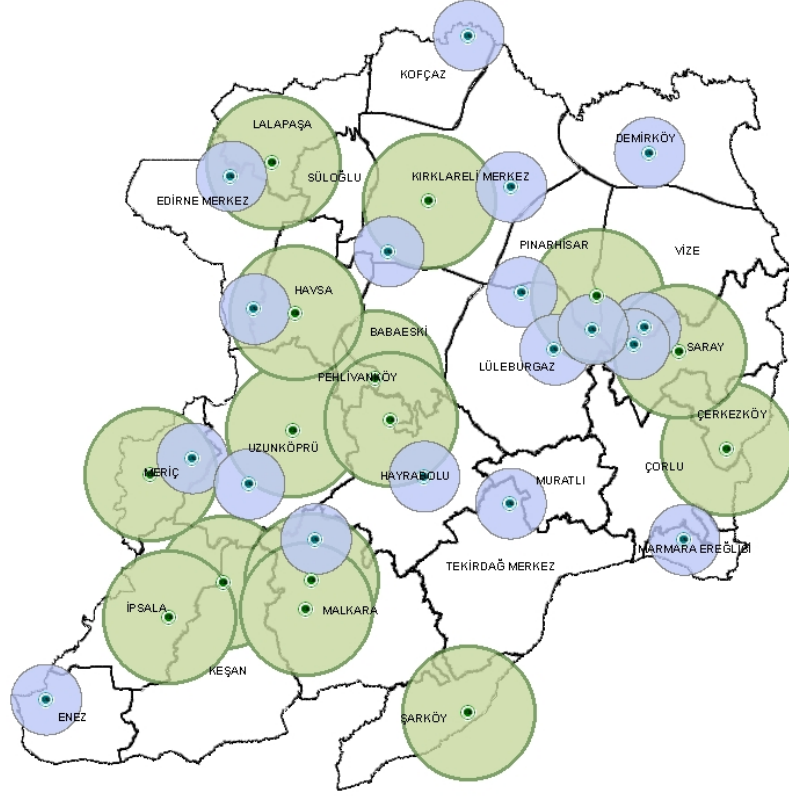 KOFÇAZ
LALAPAŞA
DEMİRKÖY
SÜLOĞLU
KIRKLARELİ MERKEZ
EDİRNE MERKEZ
PINARHİSAR
VİZE
HAVSA
BABAESKİ
SARAY
LÜLEBURGAZ
PEHLİVANKÖY
ÇERKEZKÖY
UZUNKÖPRÜ
ÇORLU
MERİÇ
HAYRABOLU
MURATLI
MARMARA EREĞLİSİ
TEKİRDAĞ MERKEZ
İPSALA
MALKARA
KEŞAN
ENEZ
ŞARKÖY